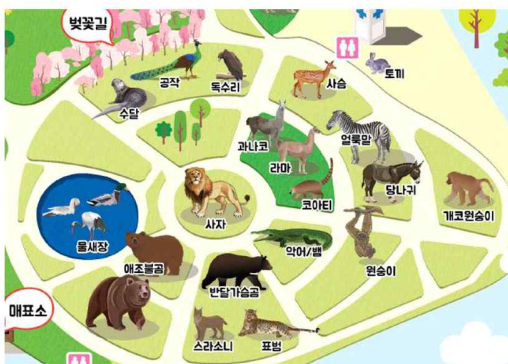 벚꽃길
공작
독수리
사슴
토끼
수달
과나코
얼룩말
라마
당나귀
코아티
개코원숭이
사자
물새장
악어/뱀
원숭이
애조불곰
반달가슴곰
매표소
스라소니
표범